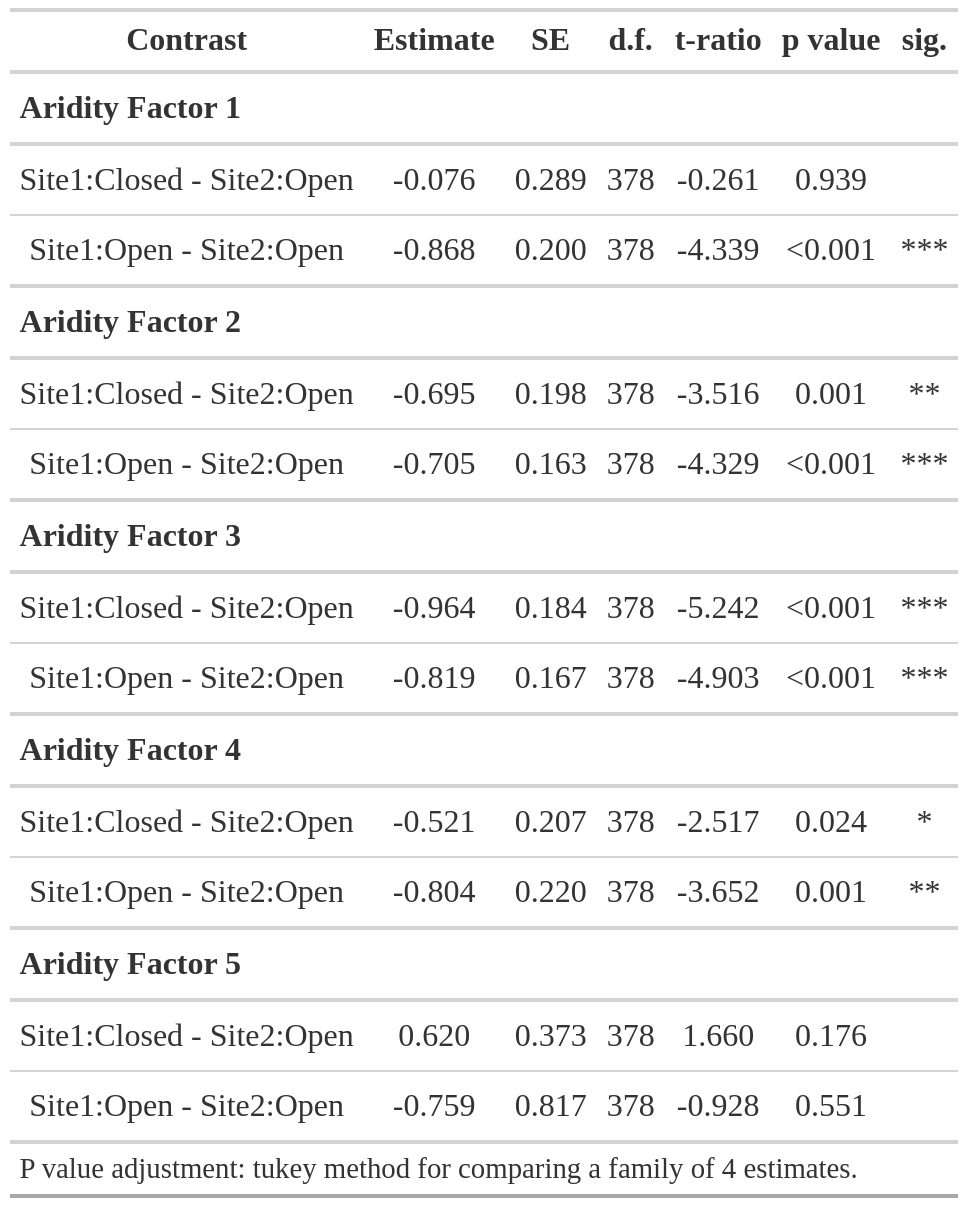 Contrast Estimate SE d.f. t-ratio p value sig.
Aridity Factor 1
Site1:Closed - Site2:Open -0.076 0.289 378 -0.261 0.939
Site1:Open - Site2:Open -0.868 0.200 378 -4.339 <0.001 ***
Aridity Factor 2
Site1:Closed - Site2:Open -0.695 0.198 378 -3.516 0.001 **
Site1:Open - Site2:Open -0.705 0.163 378 -4.329 <0.001 ***
Aridity Factor 3
Site1:Closed - Site2:Open -0.964 0.184 378 -5.242 <0.001 ***
Site1:Open - Site2:Open -0.819 0.167 378 -4.903 <0.001 ***
Aridity Factor 4
Site1:Closed - Site2:Open -0.521 0.207 378 -2.517 0.024 *
Site1:Open - Site2:Open -0.804 0.220 378 -3.652 0.001 **
Aridity Factor 5
Site1:Closed - Site2:Open 0.620 0.373 378 1.660 0.176
Site1:Open - Site2:Open -0.759 0.817 378 -0.928 0.551
P value adjustment: tukey method for comparing a family of 4 estimates.